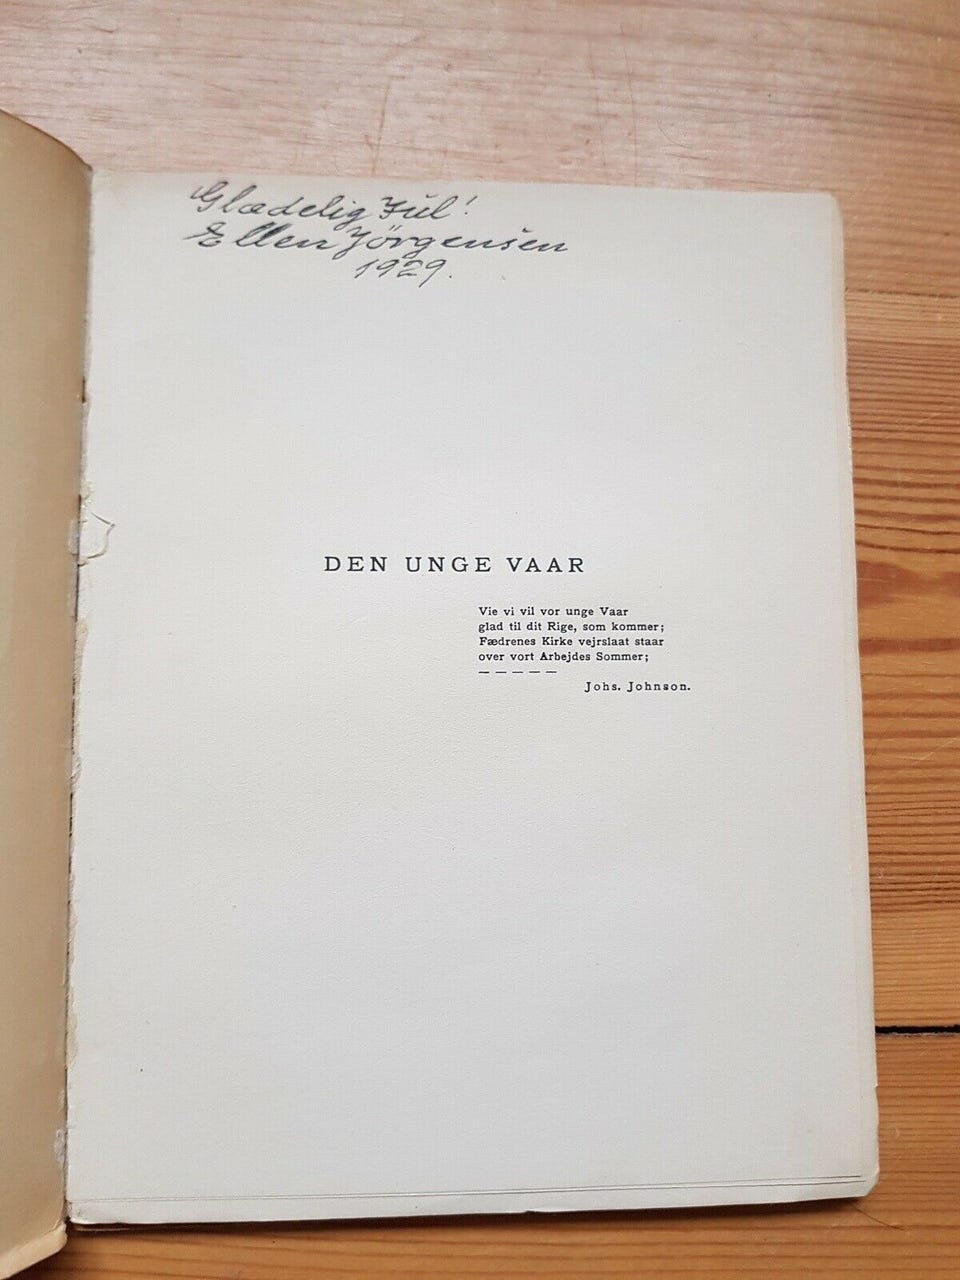 Glædelig Jul!
Ellen Jörgensen
1929.
DEN UNGE VAAR
Vie vi vil vor unge Vaar
glad til dit Rige, som kommer;
Fædrenes Kirke vejrslaat staar
over vort Arbejdes Sommer;
— — — — —
Johs. Johnson.